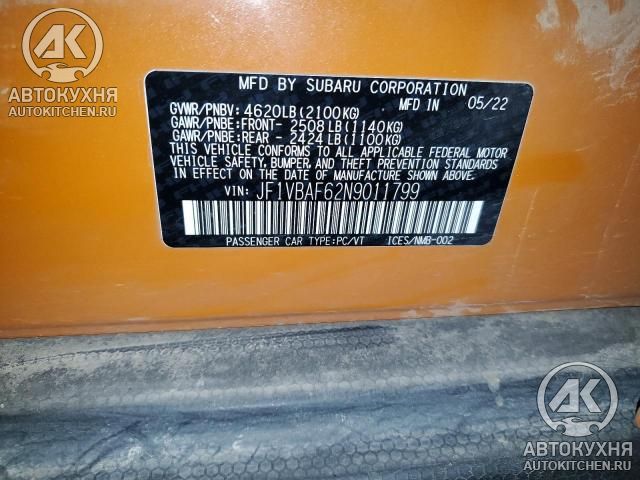 AK
АВТОКУХНЯ
AUTOKITCHEN.RU
MFD BY SUBARU CORPORATION
MFD IN 05/22
GVWR/PNBV: 4620LB(2100KG)
GAWR/PNBE:FRONT- 2508LB(1140KG)
GAWR/PNBE:REAR - 2424LB(1100KG)
THIS VEHICLE CONFORMS TO ALL APPLICABLE FEDERAL MOTOR
VEHICLE SAFETY, BUMPER, AND THEFT PREVENTION STANDARDS
IN EFFECT ON THE DATE OF MANUFACTURE SHOWN ABOVE.
VIN: JF1VBAF62N9011799
PASSENGER CAR TYPE:PC/VT ICES/NMB-002
AK
АВТОКУХНЯ
AUTOKITCHEN.RU